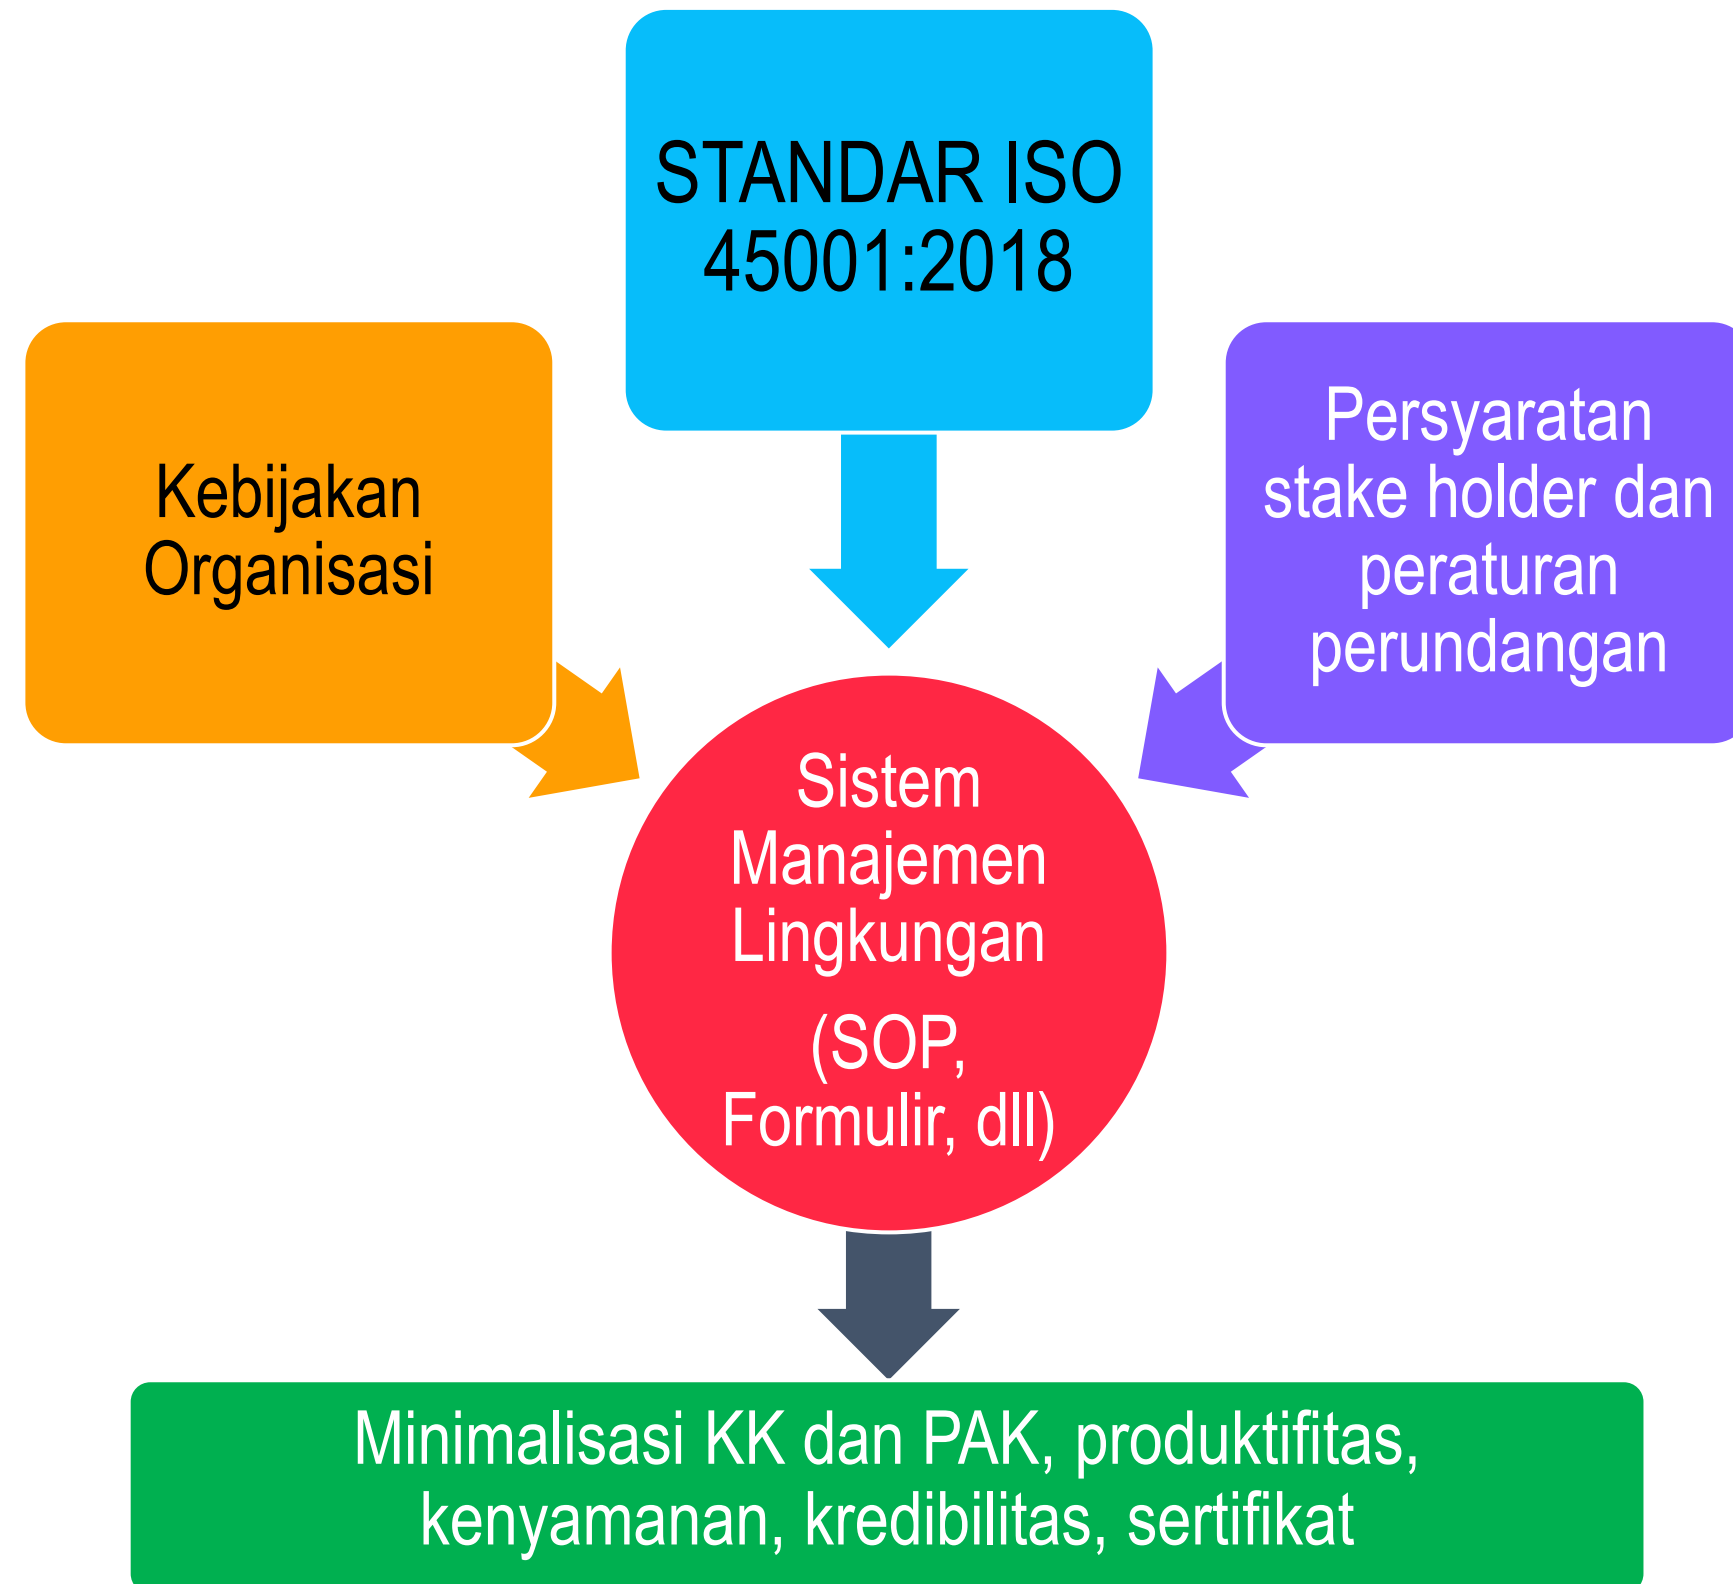 STANDAR ISO
45001:2018
Kebijakan
Organisasi
Persyaratan
stake holder dan
peraturan
perundangan
Sistem
Manajemen
Lingkungan
(SOP,
Formulir, dll)
Minimalisasi KK dan PAK, produktifitas,
kenyamanan, kredibilitas, sertifikat